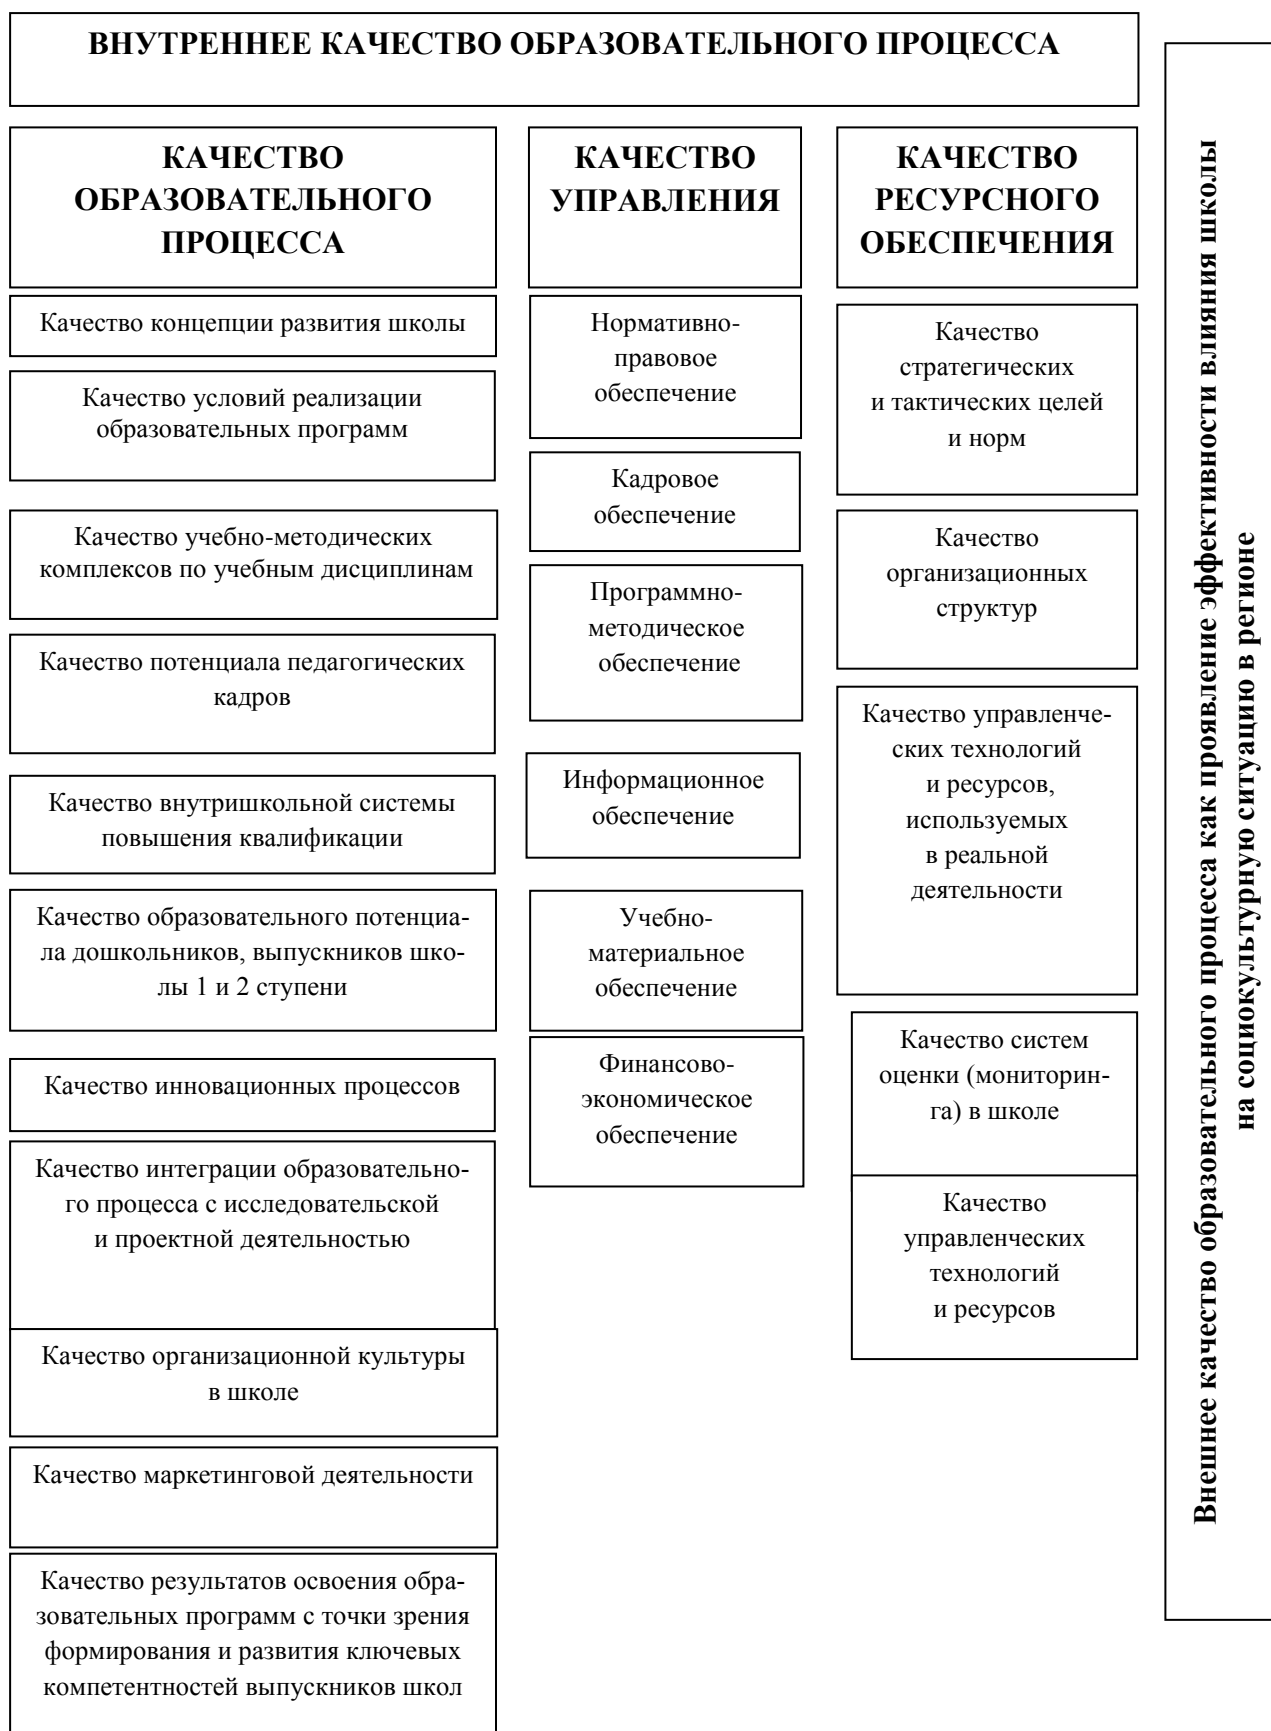 ВНУТРЕННЕЕ КАЧЕСТВО ОБРАЗОВАТЕЛЬНОГО ПРОЦЕССА
КАЧЕСТВО
ОБРАЗОВАТЕЛЬНОГО
ПРОЦЕССА
Качество концепции развития школы
Качество условий реализации
образовательных программ
Качество учебно-методических
комплексов по учебным дисциплинам
Качество потенциала педагогических
кадров
Качество внутришкольной системы
повышения квалификации
Качество образовательного потенциа-
ла дошкольников, выпускников шко-
лы 1 и 2 ступени
Качество инновационных процессов
Качество интеграции образовательно-
го процесса с исследовательской
и проектной деятельностью
Качество организационной культуры
в школе
Качество маркетинговой деятельности
Качество результатов освоения обра-
зовательных программ с точки зрения
формирования и развития ключевых
компетентностей выпускников школ
КАЧЕСТВО
УПРАВЛЕНИЯ
Нормативно-
правовое
обеспечение
Кадровое
обеспечение
Программно-
методическое
обеспечение
Информационное
обеспечение
Учебно-
материальное
обеспечение
Финансово-
экономическое
обеспечение
КАЧЕСТВО
РЕСУРСНОГО
ОБЕСПЕЧЕНИЯ
Качество
стратегических
и тактических целей
и норм
Качество
организационных
структур
Качество управленче-
ских технологий
и ресурсов,
используемых
в реальной
деятельности
Качество систем
оценки (мониторин-
га) в школе
Качество
управленческих
технологий
и ресурсов
Внешнее качество образовательного процесса как проявление эффективности влияния школы
на социокультурную ситуацию в регионе